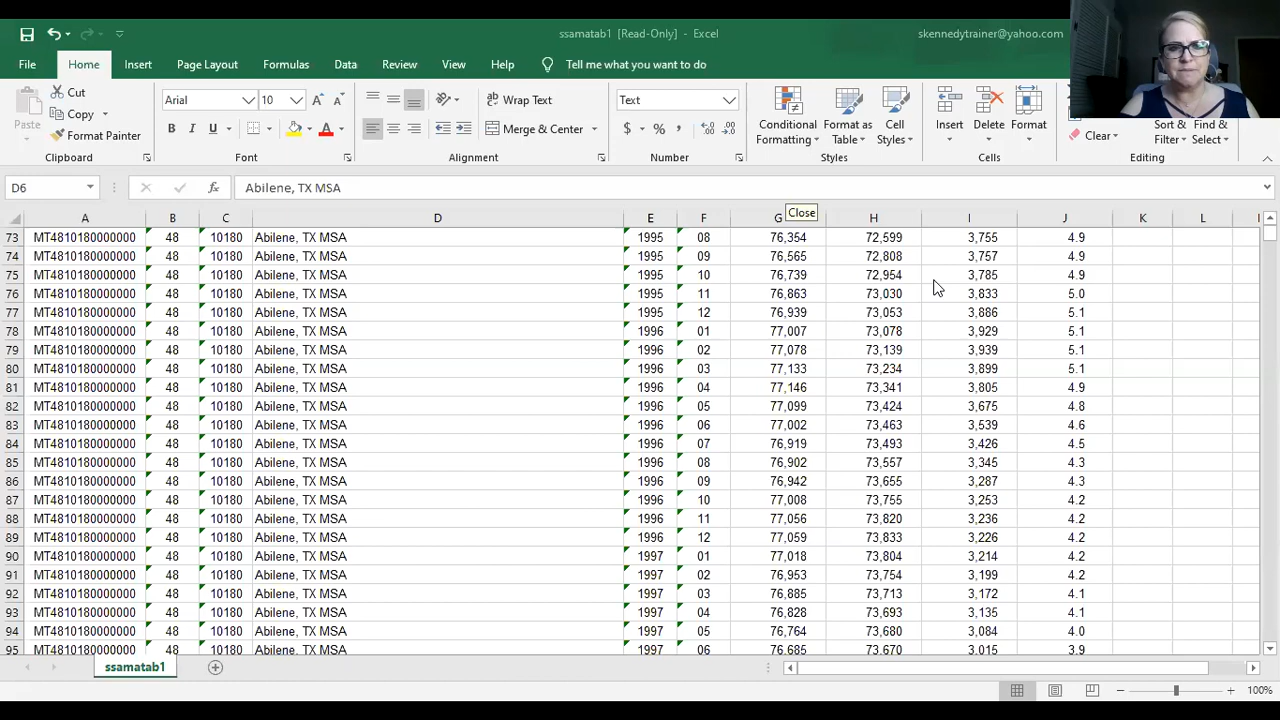 ssamatab1 [Read-Only] - Excel
skennedytrainer@yahoo.com
File Home Insert Page Layout Formulas Data Review View Help Tell me what you want to do
Cut
Copy
Format Painter
Paste
Clipboard
Arial 10
B I U
Font
Wrap Text
Merge & Center
Alignment
Text
$ % ,
Number
Conditional Formatting
Format as Table
Cell Styles
Styles
Insert
Delete
Format
Cells
Clear
Sort & Filter
Find & Select
Editing
D6 fx Abilene, TX MSA
Close
A B C D E F G H I J K L
73 MT4810180000000 48 10180 Abilene, TX MSA 1995 08 76,354 72,599 3,755 4.9
74 MT4810180000000 48 10180 Abilene, TX MSA 1995 09 76,565 72,808 3,757 4.9
75 MT4810180000000 48 10180 Abilene, TX MSA 1995 10 76,739 72,954 3,785 4.9
76 MT4810180000000 48 10180 Abilene, TX MSA 1995 11 76,863 73,030 3,833 5.0
77 MT4810180000000 48 10180 Abilene, TX MSA 1995 12 76,939 73,053 3,886 5.1
78 MT4810180000000 48 10180 Abilene, TX MSA 1996 01 77,007 73,078 3,929 5.1
79 MT4810180000000 48 10180 Abilene, TX MSA 1996 02 77,078 73,139 3,939 5.1
80 MT4810180000000 48 10180 Abilene, TX MSA 1996 03 77,133 73,234 3,899 5.1
81 MT4810180000000 48 10180 Abilene, TX MSA 1996 04 77,146 73,341 3,805 4.9
82 MT4810180000000 48 10180 Abilene, TX MSA 1996 05 77,099 73,424 3,675 4.8
83 MT4810180000000 48 10180 Abilene, TX MSA 1996 06 77,002 73,463 3,539 4.6
84 MT4810180000000 48 10180 Abilene, TX MSA 1996 07 76,919 73,493 3,426 4.5
85 MT4810180000000 48 10180 Abilene, TX MSA 1996 08 76,902 73,557 3,345 4.3
86 MT4810180000000 48 10180 Abilene, TX MSA 1996 09 76,942 73,655 3,287 4.3
87 MT4810180000000 48 10180 Abilene, TX MSA 1996 10 77,008 73,755 3,253 4.2
88 MT4810180000000 48 10180 Abilene, TX MSA 1996 11 77,056 73,820 3,236 4.2
89 MT4810180000000 48 10180 Abilene, TX MSA 1996 12 77,059 73,833 3,226 4.2
90 MT4810180000000 48 10180 Abilene, TX MSA 1997 01 77,018 73,804 3,214 4.2
91 MT4810180000000 48 10180 Abilene, TX MSA 1997 02 76,953 73,754 3,199 4.2
92 MT4810180000000 48 10180 Abilene, TX MSA 1997 03 76,885 73,713 3,172 4.1
93 MT4810180000000 48 10180 Abilene, TX MSA 1997 04 76,828 73,693 3,135 4.1
94 MT4810180000000 48 10180 Abilene, TX MSA 1997 05 76,764 73,680 3,084 4.0
95 MT4810180000000 48 10180 Abilene, TX MSA 1997 06 76,685 73,670 3,015 3.9
ssamatab1
100%